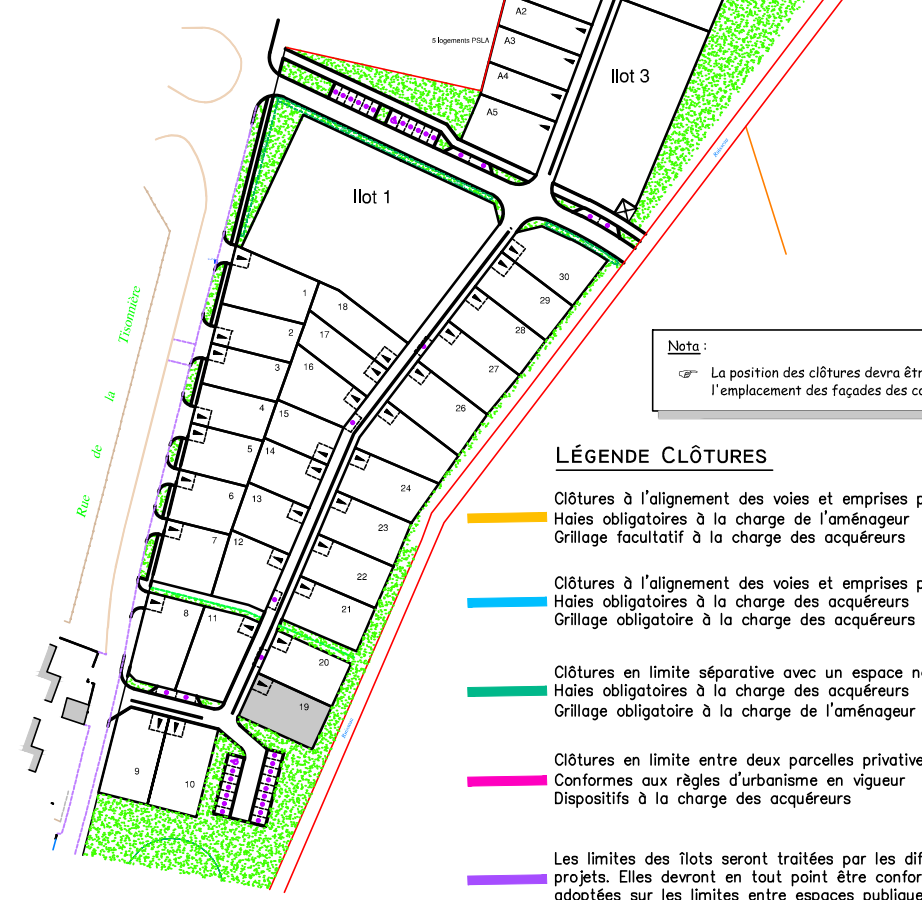 A2
5 logements PSLA
A3
A4
A5
Ilot 3
Ruisseau
Ilot 1
Rue de la Tisonnière
30
29
28
27
26
24
23
22
21
20
19
1
2
3
4
5
6
7
8
9
10
11
12
13
14
15
16
17
18
Ruisseau
Nota :
☞ La position des clôtures devra êtr
l'emplacement des façades des co
LÉGENDE CLÔTURES
Clôtures à l'alignement des voies et emprises p
Haies obligatoires à la charge de l'aménageur
Grillage facultatif à la charge des acquéreurs
Clôtures à l'alignement des voies et emprises p
Haies obligatoires à la charge des acquéreurs
Grillage obligatoire à la charge des acquéreurs
Clôtures en limite séparative avec un espace n
Haies obligatoires à la charge des acquéreurs
Grillage obligatoire à la charge de l'aménageur
Clôtures en limite entre deux parcelles privative
Conformes aux règles d'urbanisme en vigueur
Dispositifs à la charge des acquéreurs
Les limites des îlots seront traitées par les dif
projets. Elles devront en tout point être confor
adoptées sur les limites entre espaces publique